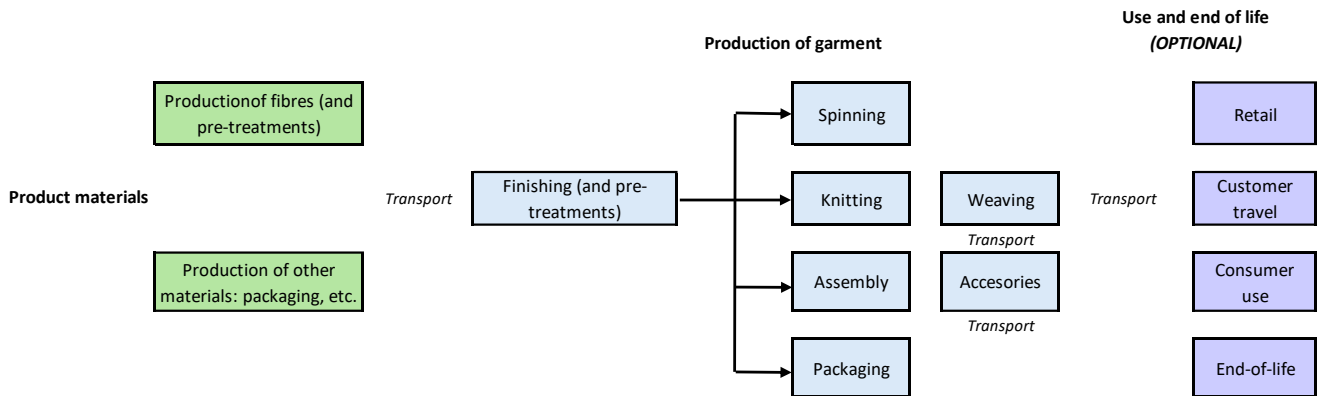 Use and end of life
(OPTIONAL)
Production of garment
Productionof fibres (and
pre-treatments)
Spinning
Retail
Product materials
Transport
Finishing (and pre-
treatments)
Knitting
Weaving
Transport
Customer
travel
Transport
Production of other
materials: packaging, etc.
Assembly
Accesories
Consumer
use
Transport
Packaging
End-of-life